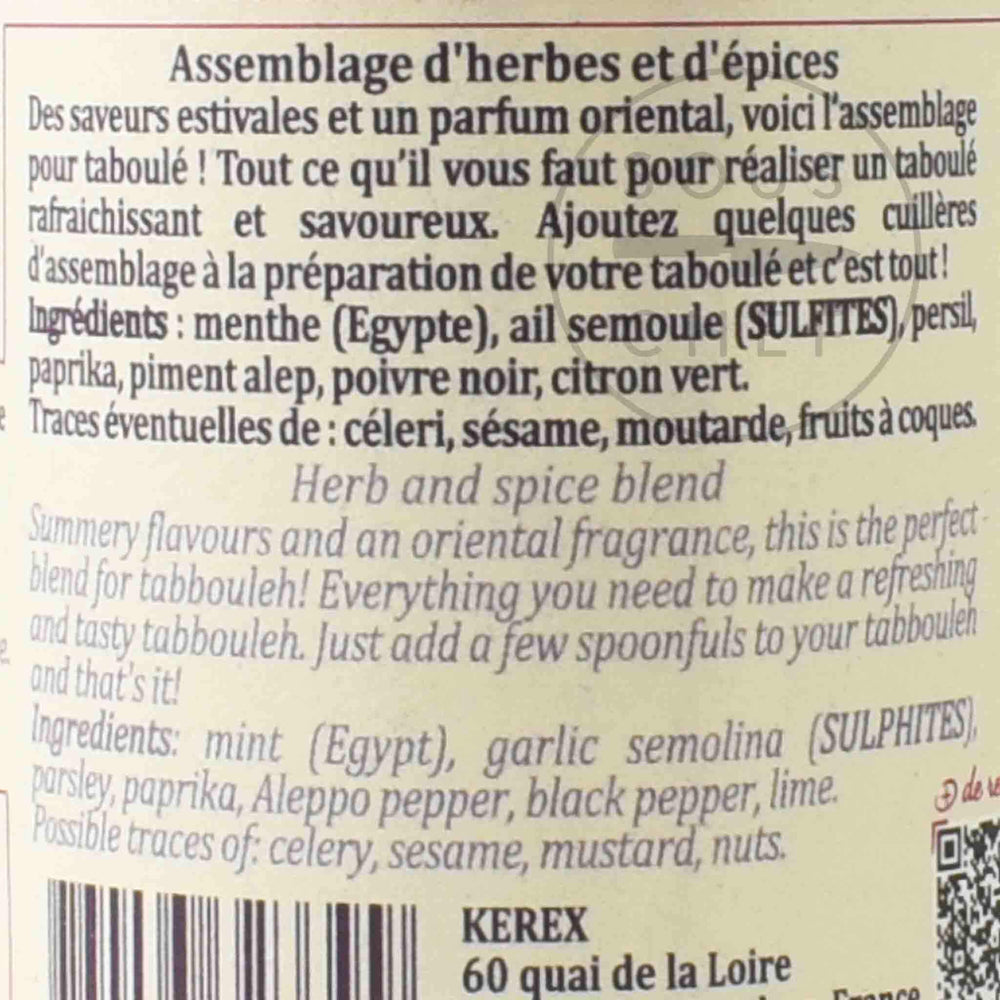 Assemblage d'herbes et d'épices
Des saveurs estivales et un parfum oriental, voici l'assemblage
pour taboulé ! Tout ce qu'il vous faut pour réaliser un taboulé
rafraichissant et savoureux. Ajoutez quelques cuillères
d'assemblage à la préparation de votre taboulé et c'est tout !
Ingrédients : menthe (Egypte), ail semoule (SULFITES), persil,
paprika, piment alep, poivre noir, citron vert.
Traces éventuelles de : céleri, sésame, moutarde, fruits à coques.
Herb and spice blend
Summery flavours and an oriental fragrance, this is the perfect
blend for tabbouleh! Everything you need to make a refreshing
and tasty tabbouleh. Just add a few spoonfuls to your tabbouleh
and that's it!
Ingredients: mint (Egypt), garlic semolina (SULPHITES),
parsley, paprika, Aleppo pepper, black pepper, lime.
Possible traces of: celery, sesame, mustard, nuts.
KEREX
60 quai de la Loire
France
de
SOUS
CHEF